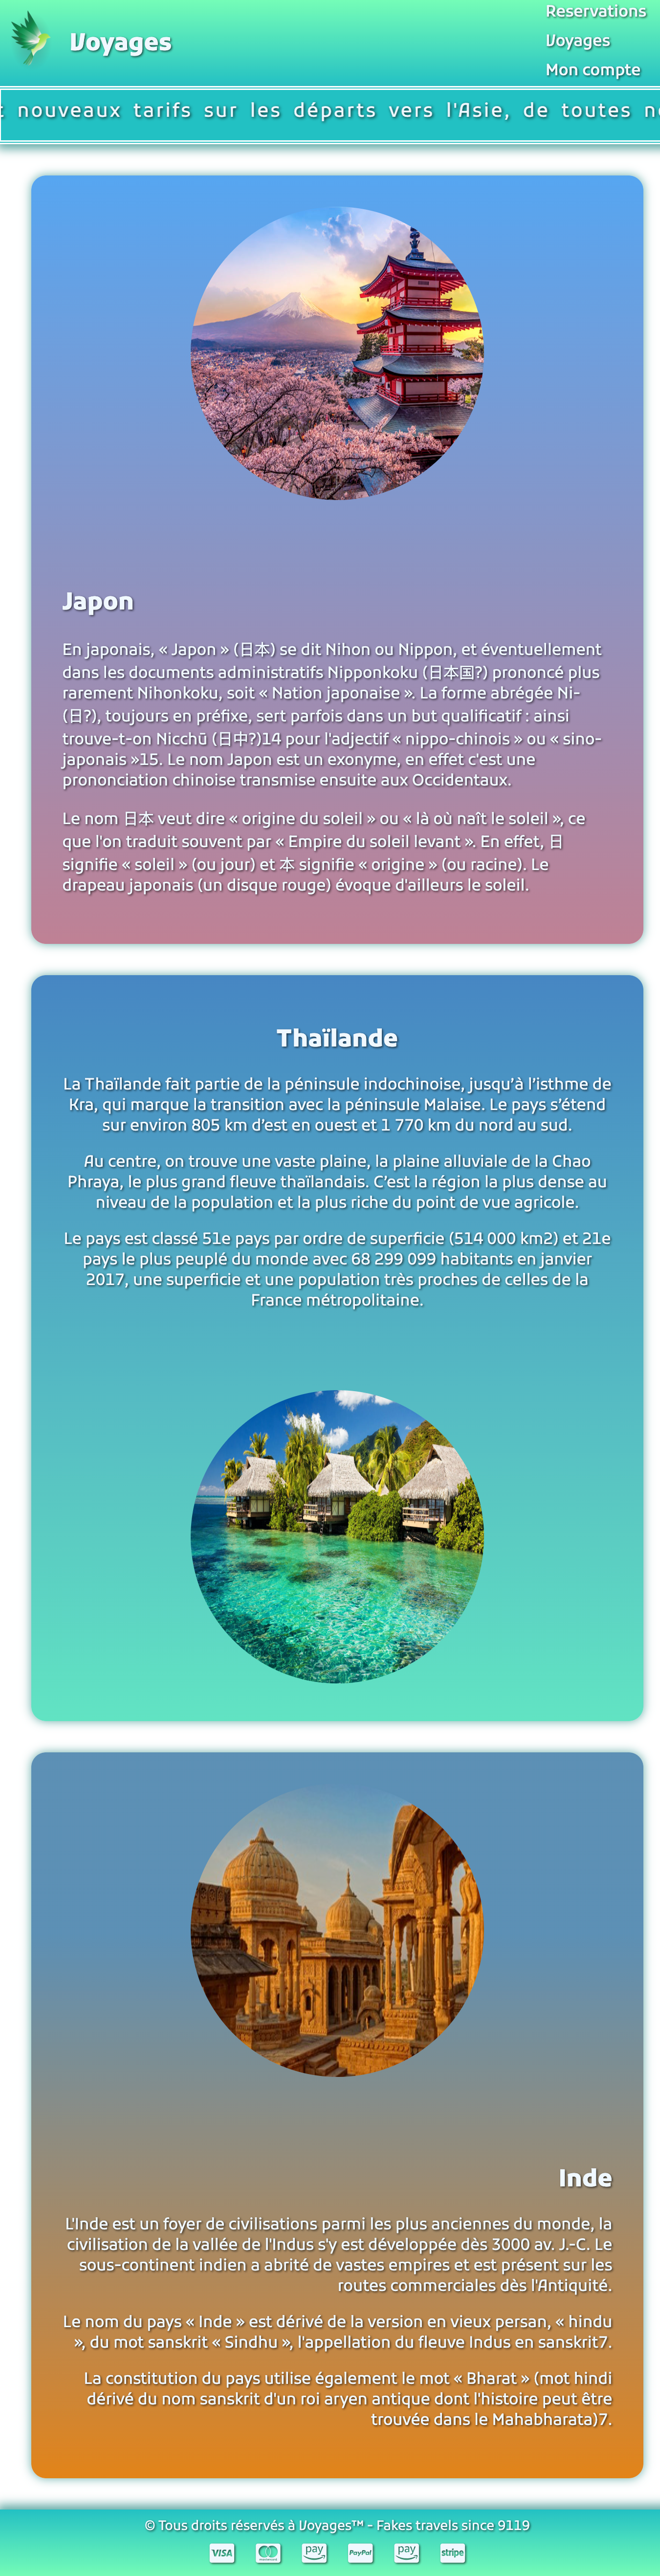 Voyages
Reservations
Voyages
Mon compte
nouveaux tarifs sur les départs vers l'Asie, de toutes
Japon
En japonais, « Japon » (日本) se dit Nihon ou Nippon, et éventuellement
dans les documents administratifs Nipponkoku (日本国?) prononcé plus
rarement Nihonkoku, soit « Nation japonaise ». La forme abrégée Ni-
(日?), toujours en préfixe, sert parfois dans un but qualificatif : ainsi
trouve-t-on Nicchū (日中?)14 pour l'adjectif « nippo-chinois » ou « sino-
japonais »15. Le nom Japon est un exonyme, en effet c'est une
prononciation chinoise transmise ensuite aux Occidentaux.
Le nom 日本 veut dire « origine du soleil » ou « là où naît le soleil », ce
que l'on traduit souvent par « Empire du soleil levant ». En effet, 日
signifie « soleil » (ou jour) et 本 signifie « origine » (ou racine). Le
drapeau japonais (un disque rouge) évoque d'ailleurs le soleil.
Thaïlande
La Thaïlande fait partie de la péninsule indochinoise, jusqu’à l’isthme de
Kra, qui marque la transition avec la péninsule Malaise. Le pays s’étend
sur environ 805 km d’est en ouest et 1 770 km du nord au sud.
Au centre, on trouve une vaste plaine, la plaine alluviale de la Chao
Phraya, le plus grand fleuve thaïlandais. C’est la région la plus dense au
niveau de la population et la plus riche du point de vue agricole.
Le pays est classé 51e pays par ordre de superficie (514 000 km2) et 21e
pays le plus peuplé du monde avec 68 299 099 habitants en janvier
2017, une superficie et une population très proches de celles de la
France métropolitaine.
Inde
L'Inde est un foyer de civilisations parmi les plus anciennes du monde, la
civilisation de la vallée de l'Indus s'y est développée dès 3000 av. J.-C. Le
sous-continent indien a abrité de vastes empires et est présent sur les
routes commerciales dès l'Antiquité.
Le nom du pays « Inde » est dérivé de la version en vieux persan, « hindu
», du mot sanskrit « Sindhu », l'appellation du fleuve Indus en sanskrit7.
La constitution du pays utilise également le mot « Bharat » (mot hindi
dérivé du nom sanskrit d'un roi aryen antique dont l'histoire peut être
trouvée dans le Mahabharata)7.
© Tous droits réservés à Voyages™ - Fakes travels since 9119
VISA pay PayPal pay stripe